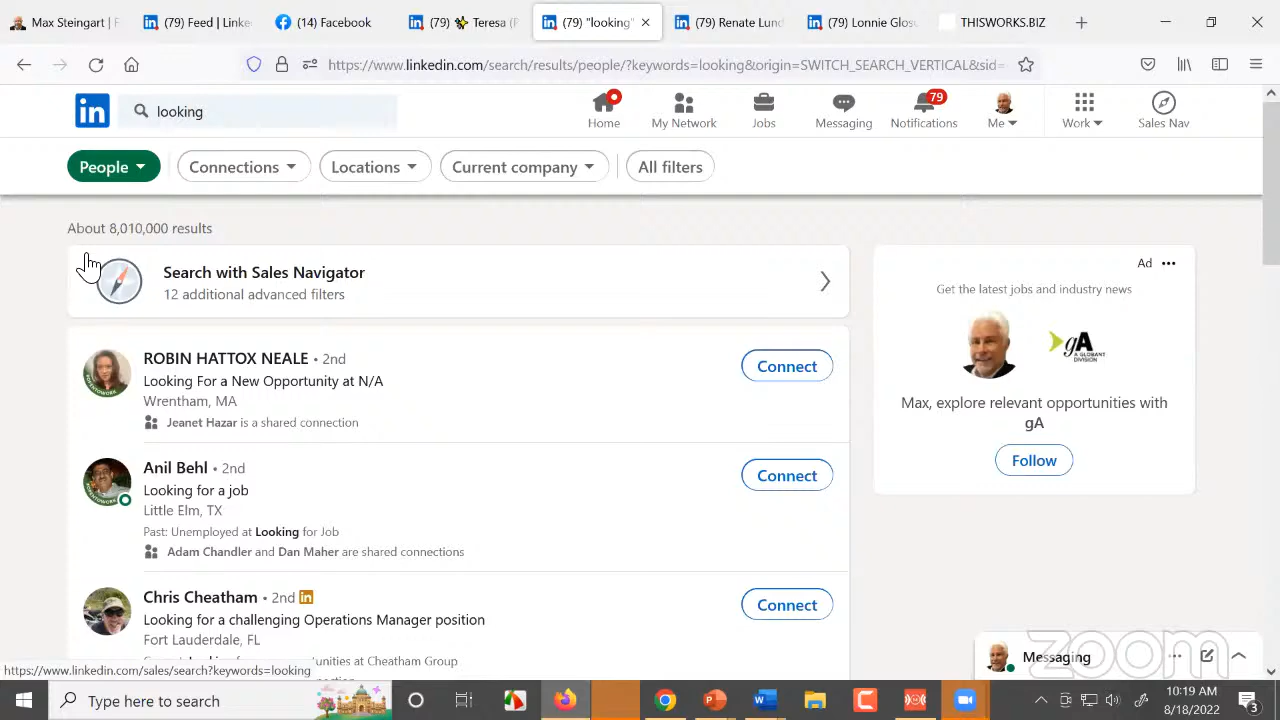 Max Steingart | F
(79) Feed | Linke
(14) Facebook
(79) Teresa (F
(79) "looking"
(79) Renate Lund
(79) Lonnie Glos
THISWORKS.BIZ
https://www.linkedin.com/search/results/people/?keywords=looking&origin=SWITCH_SEARCH_VERTICAL&sid=
in
looking
Home
My Network
Jobs
Messaging
79
Notifications
Me
Work
Sales Nav
People
Connections
Locations
Current company
All filters
About 8,010,000 results
Search with Sales Navigator
12 additional advanced filters
ROBIN HATTOX NEALE • 2nd
Looking For a New Opportunity at N/A
Wrentham, MA
Jeanet Hazar is a shared connection
Connect
Anil Behl • 2nd
Looking for a job
Little Elm, TX
Past: Unemployed at Looking for Job
Adam Chandler and Dan Maher are shared connections
Connect
Chris Cheatham • 2nd in
Looking for a challenging Operations Manager position
Fort Lauderdale, FL
unities at Cheatham Group
Connect
Ad •••
Get the latest jobs and industry news
gA
A GLOBANT
DIVISION
Max, explore relevant opportunities with
gA
Follow
Messaging
zoom
https://www.linkedin.com/sales/search?keywords=looking
Type here to search
10:19 AM
8/18/2022
3